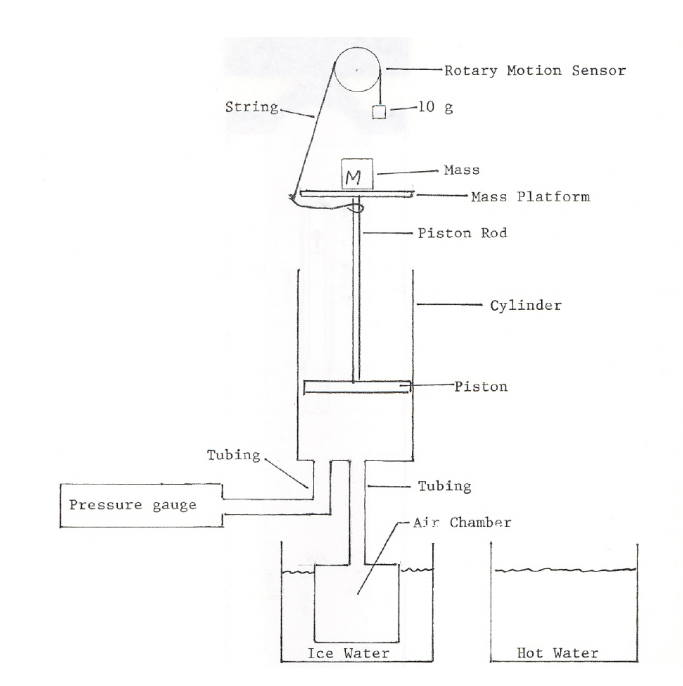 Rotary Motion Sensor
String
10 g
M
Mass
Mass Platform
Piston Rod
Cylinder
Piston
Tubing
Tubing
Pressure gauge
Air Chamber
Ice Water
Hot Water